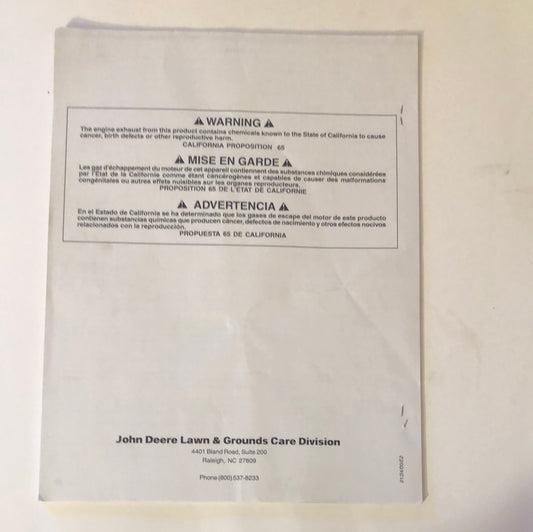 ⚠ WARNING ⚠
The engine exhaust from this product contains chemicals known to the State of California to cause
cancer, birth defects or other reproductive harm.
CALIFORNIA PROPOSITION 65
⚠ MISE EN GARDE ⚠
Les gaz d'échappement du moteur de cet appareil contiennent des substances chimiques considérées
par l'État de la Californie comme étant cancérogènes et capables de causer des malformations
congénitales ou autres effets nuisibles sur les organes reproducteurs.
PROPOSITION 65 DE L'ÉTAT DE CALIFORNIE
⚠ ADVERTENCIA ⚠
En el Estado de California se ha determinado que los gases de escape del motor de este producto
contienen substancias químicas que producen cáncer, defectos de nacimiento y otros efectos nocivos
relacionados con la reproducción.
PROPUESTA 65 DE CALIFORNIA
John Deere Lawn & Grounds Care Division
4401 Bland Road, Suite 200
Raleigh, NC 27609
Phone (800) 537-8233